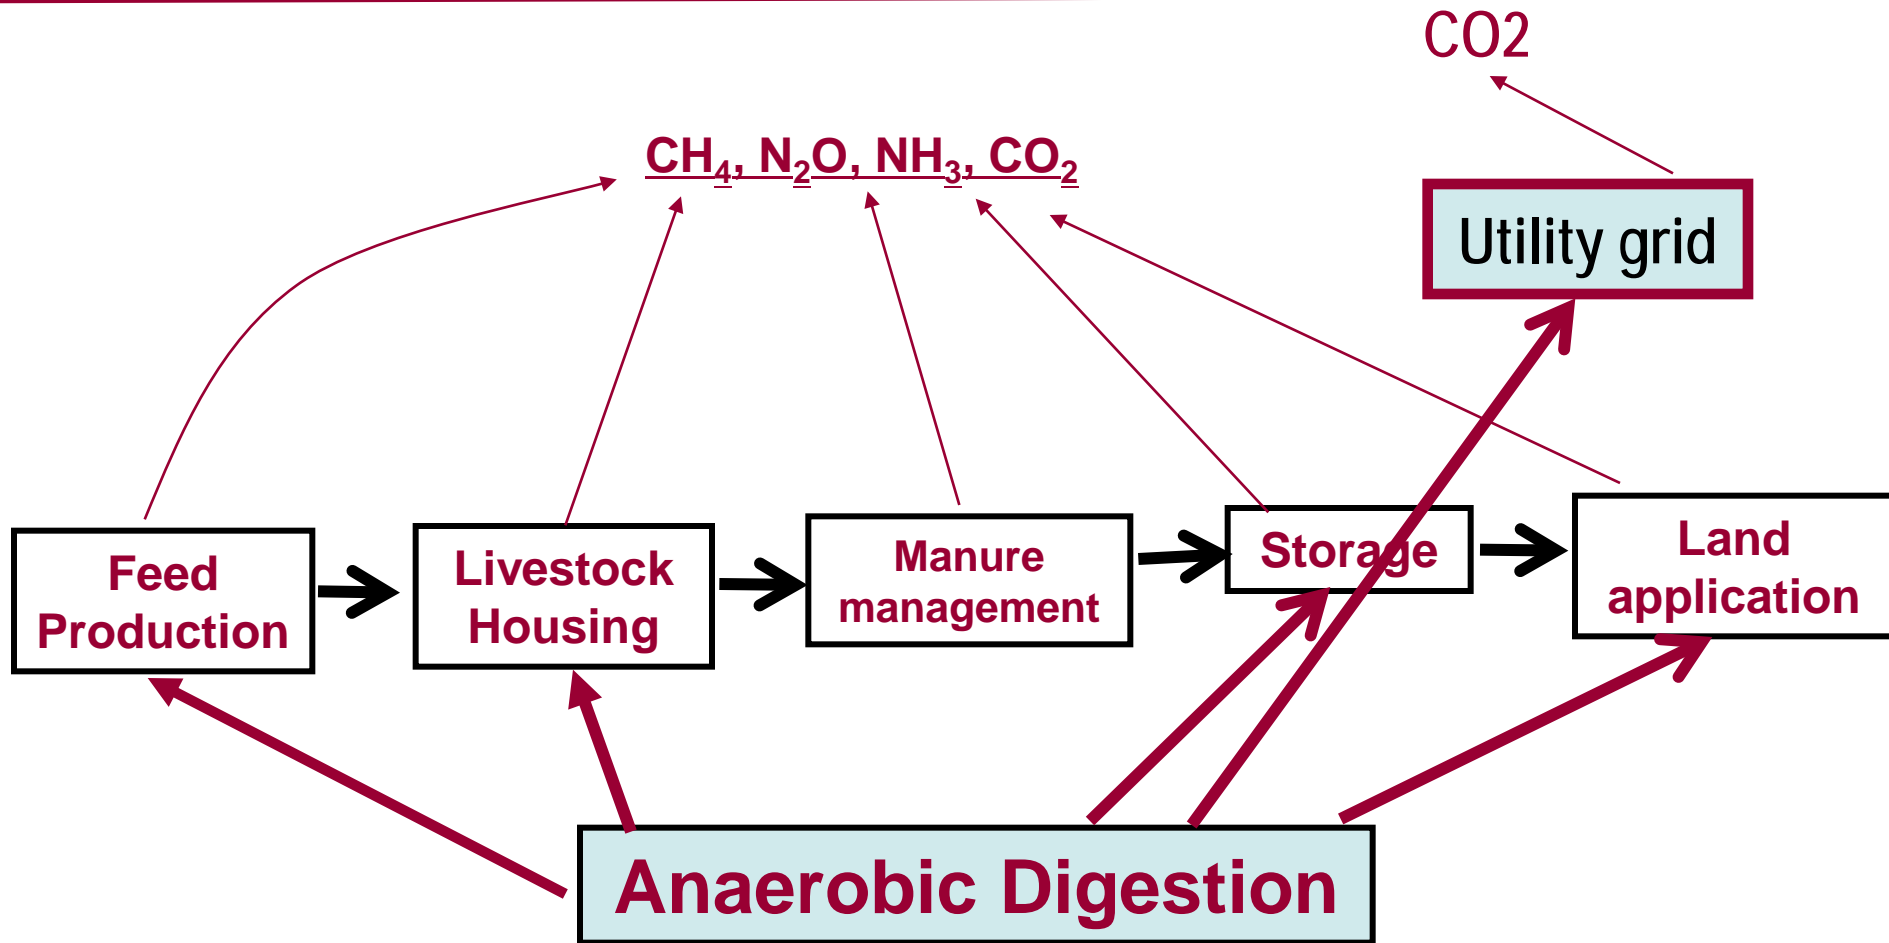 CO2
CH₄, N₂O, NH₃, CO₂
Utility grid
Feed
Production
Livestock
Housing
Manure
management
Storage
Land
application
Anaerobic Digestion